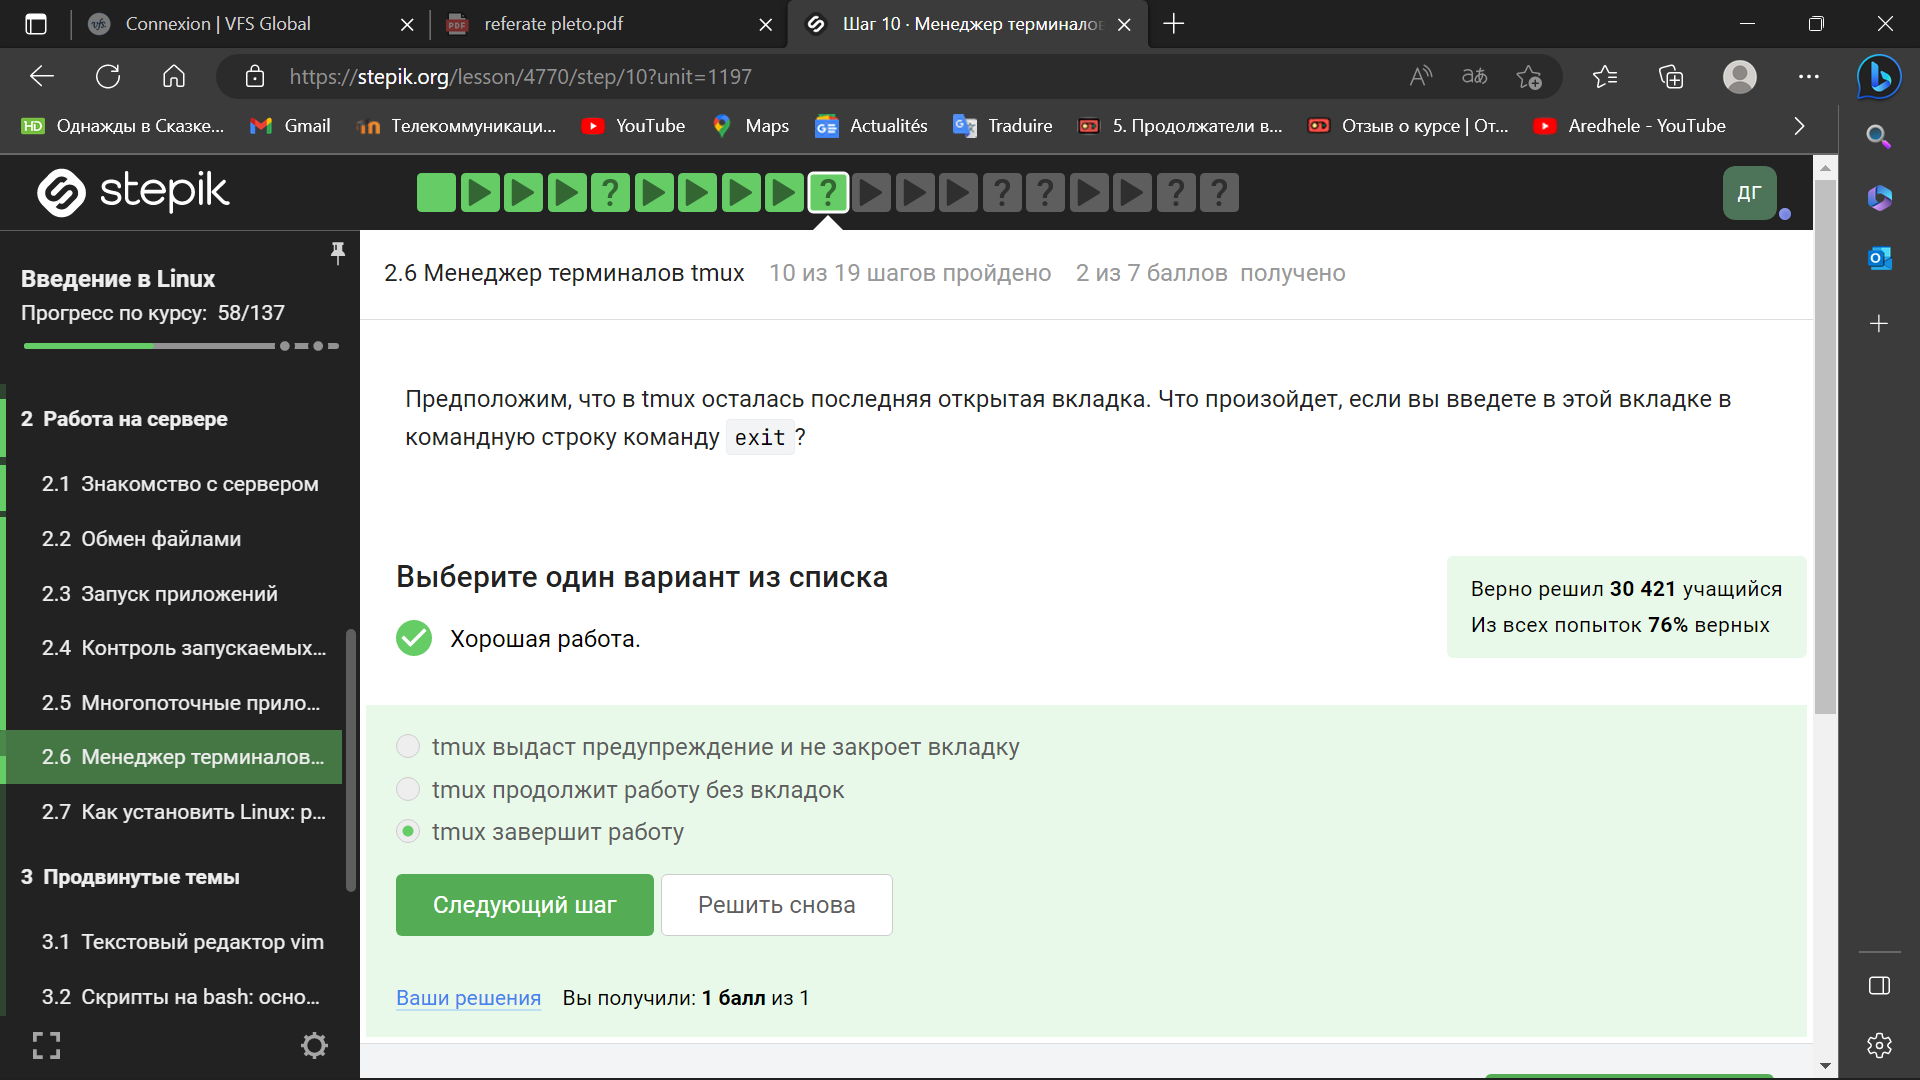 Connexion | VFS Global
referate pleto.pdf
Шаг 10 · Менеджер терминалов
https://stepik.org/lesson/4770/step/10?unit=1197
Однажды в Сказке...
Gmail
Телекоммуникаци...
YouTube
Maps
Actualités
Traduire
5. Продолжатели в...
Отзыв о курсе | От...
Aredhele - YouTube
stepik
ДГ
Введение в Linux
Прогресс по курсу: 58/137
2 Работа на сервере
2.1 Знакомство с сервером
2.2 Обмен файлами
2.3 Запуск приложений
2.4 Контроль запускаемых...
2.5 Многопоточные прило...
2.6 Менеджер терминалов...
2.7 Как установить Linux: р...
3 Продвинутые темы
3.1 Текстовый редактор vim
3.2 Скрипты на bash: осно...
2.6 Менеджер терминалов tmux 10 из 19 шагов пройдено 2 из 7 баллов получено
Предположим, что в tmux осталась последняя открытая вкладка. Что произойдет, если вы введете в этой вкладке в
командную строку команду exit ?
Выберите один вариант из списка
Хорошая работа.
Верно решил 30 421 учащийся
Из всех попыток 76% верных
tmux выдаст предупреждение и не закроет вкладку
tmux продолжит работу без вкладок
tmux завершит работу
Следующий шаг
Решить снова
Ваши решения Вы получили: 1 балл из 1